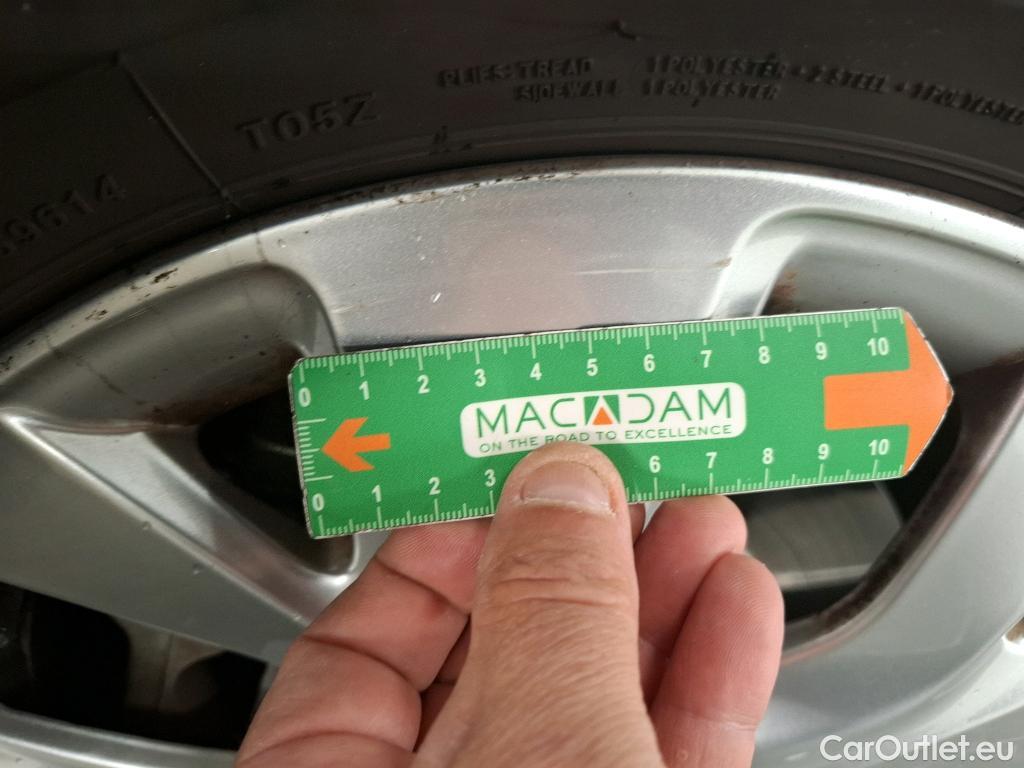 PLIES: TREAD 1 POLYESTER + 2 STEEL + 1 POLYESTER
SIDEWALL 1 POLYESTER
T05Z
9614
0 1 2 3 4 5 6 7 8 9 10
MACADAM
ON THE ROAD TO EXCELLENCE
0 1 2 3 6 7 8 9 10
CarOutlet.eu